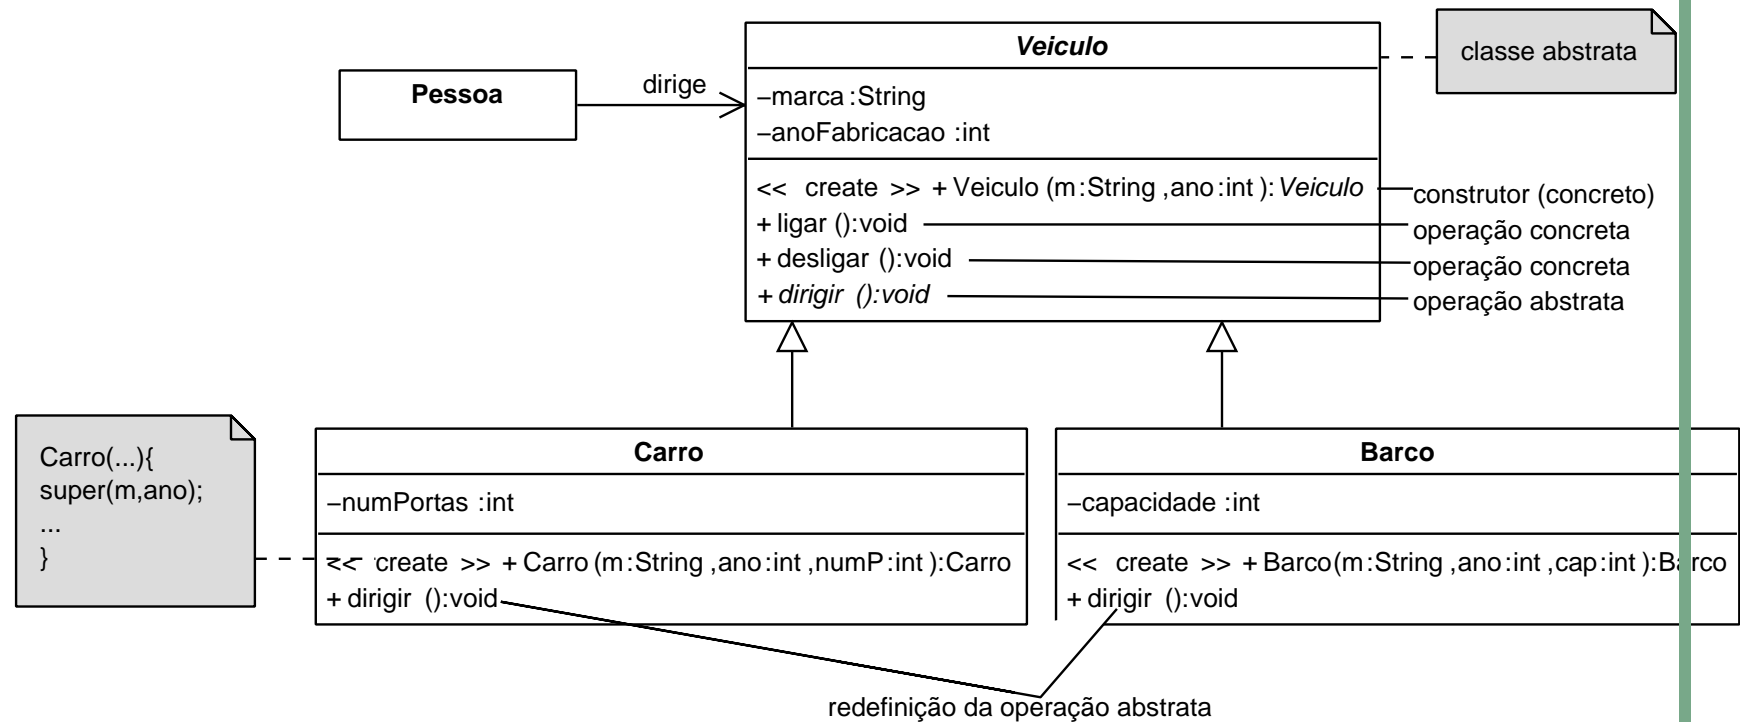 Veiculo
classe abstrata
Pessoa
dirige
–marca :String
–anoFabricacao :int
<< create >> + Veiculo (m:String ,ano:int ): Veiculo
construtor (concreto)
+ ligar ():void
operação concreta
+ desligar ():void
operação concreta
+ dirigir ():void
operação abstrata
Carro(...){
super(m,ano);
...
}
Carro
–numPortas :int
<< create >> + Carro (m:String ,ano:int ,numP:int ):Carro
+ dirigir ():void
Barco
–capacidade :int
<< create >> + Barco(m:String ,ano:int ,cap:int ):Barco
+ dirigir ():void
redefinição da operação abstrata